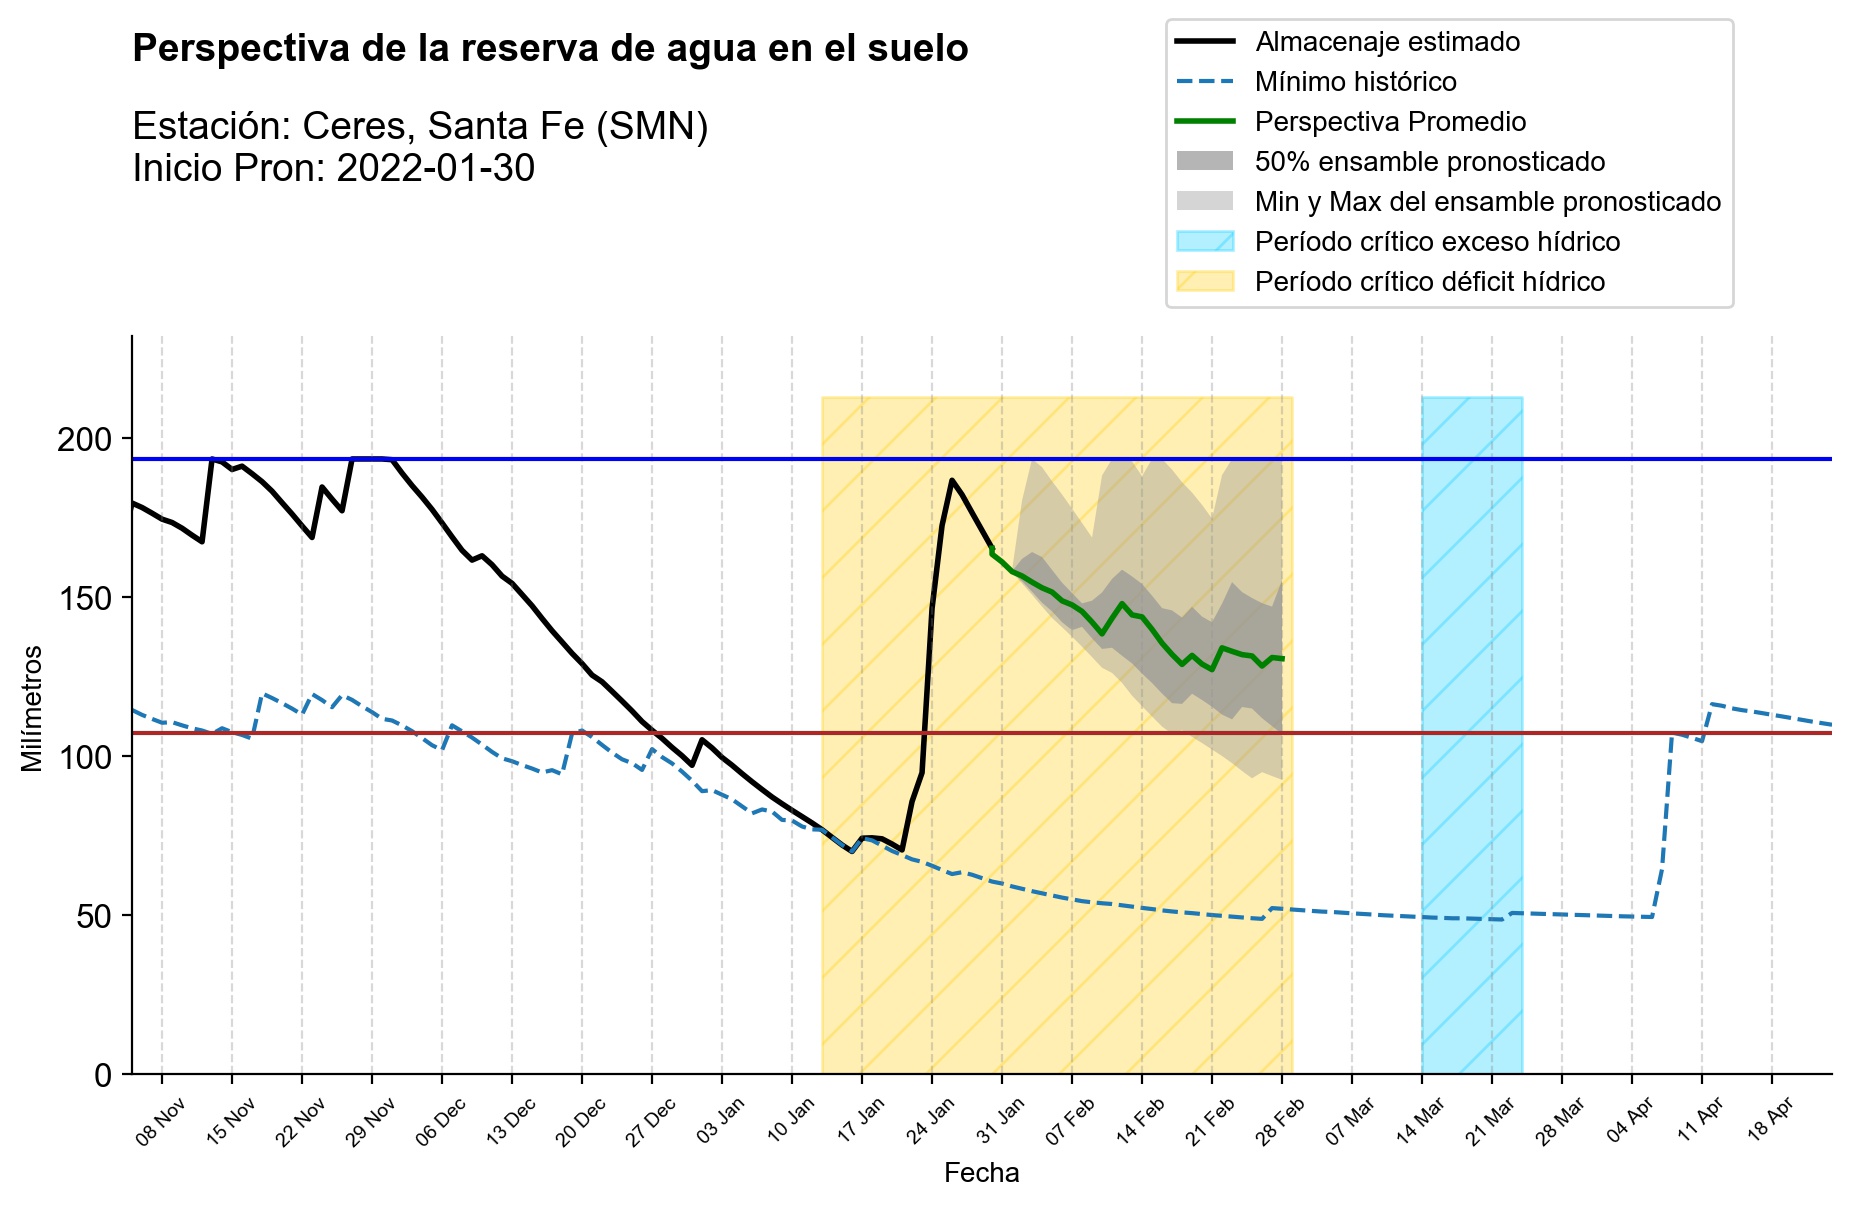 Perspectiva de la reserva de agua en el suelo
Estación: Ceres, Santa Fe (SMN)
Inicio Pron: 2022-01-30
Almacenaje estimado
Mínimo histórico
Perspectiva Promedio
50% ensamble pronosticado
Min y Max del ensamble pronosticado
Período crítico exceso hídrico
Período crítico déficit hídrico
Milímetros
200
150
100
50
0
08 Nov
15 Nov
22 Nov
29 Nov
06 Dec
13 Dec
20 Dec
27 Dec
03 Jan
10 Jan
17 Jan
24 Jan
31 Jan
07 Feb
14 Feb
21 Feb
28 Feb
07 Mar
14 Mar
21 Mar
28 Mar
04 Apr
11 Apr
18 Apr
Fecha